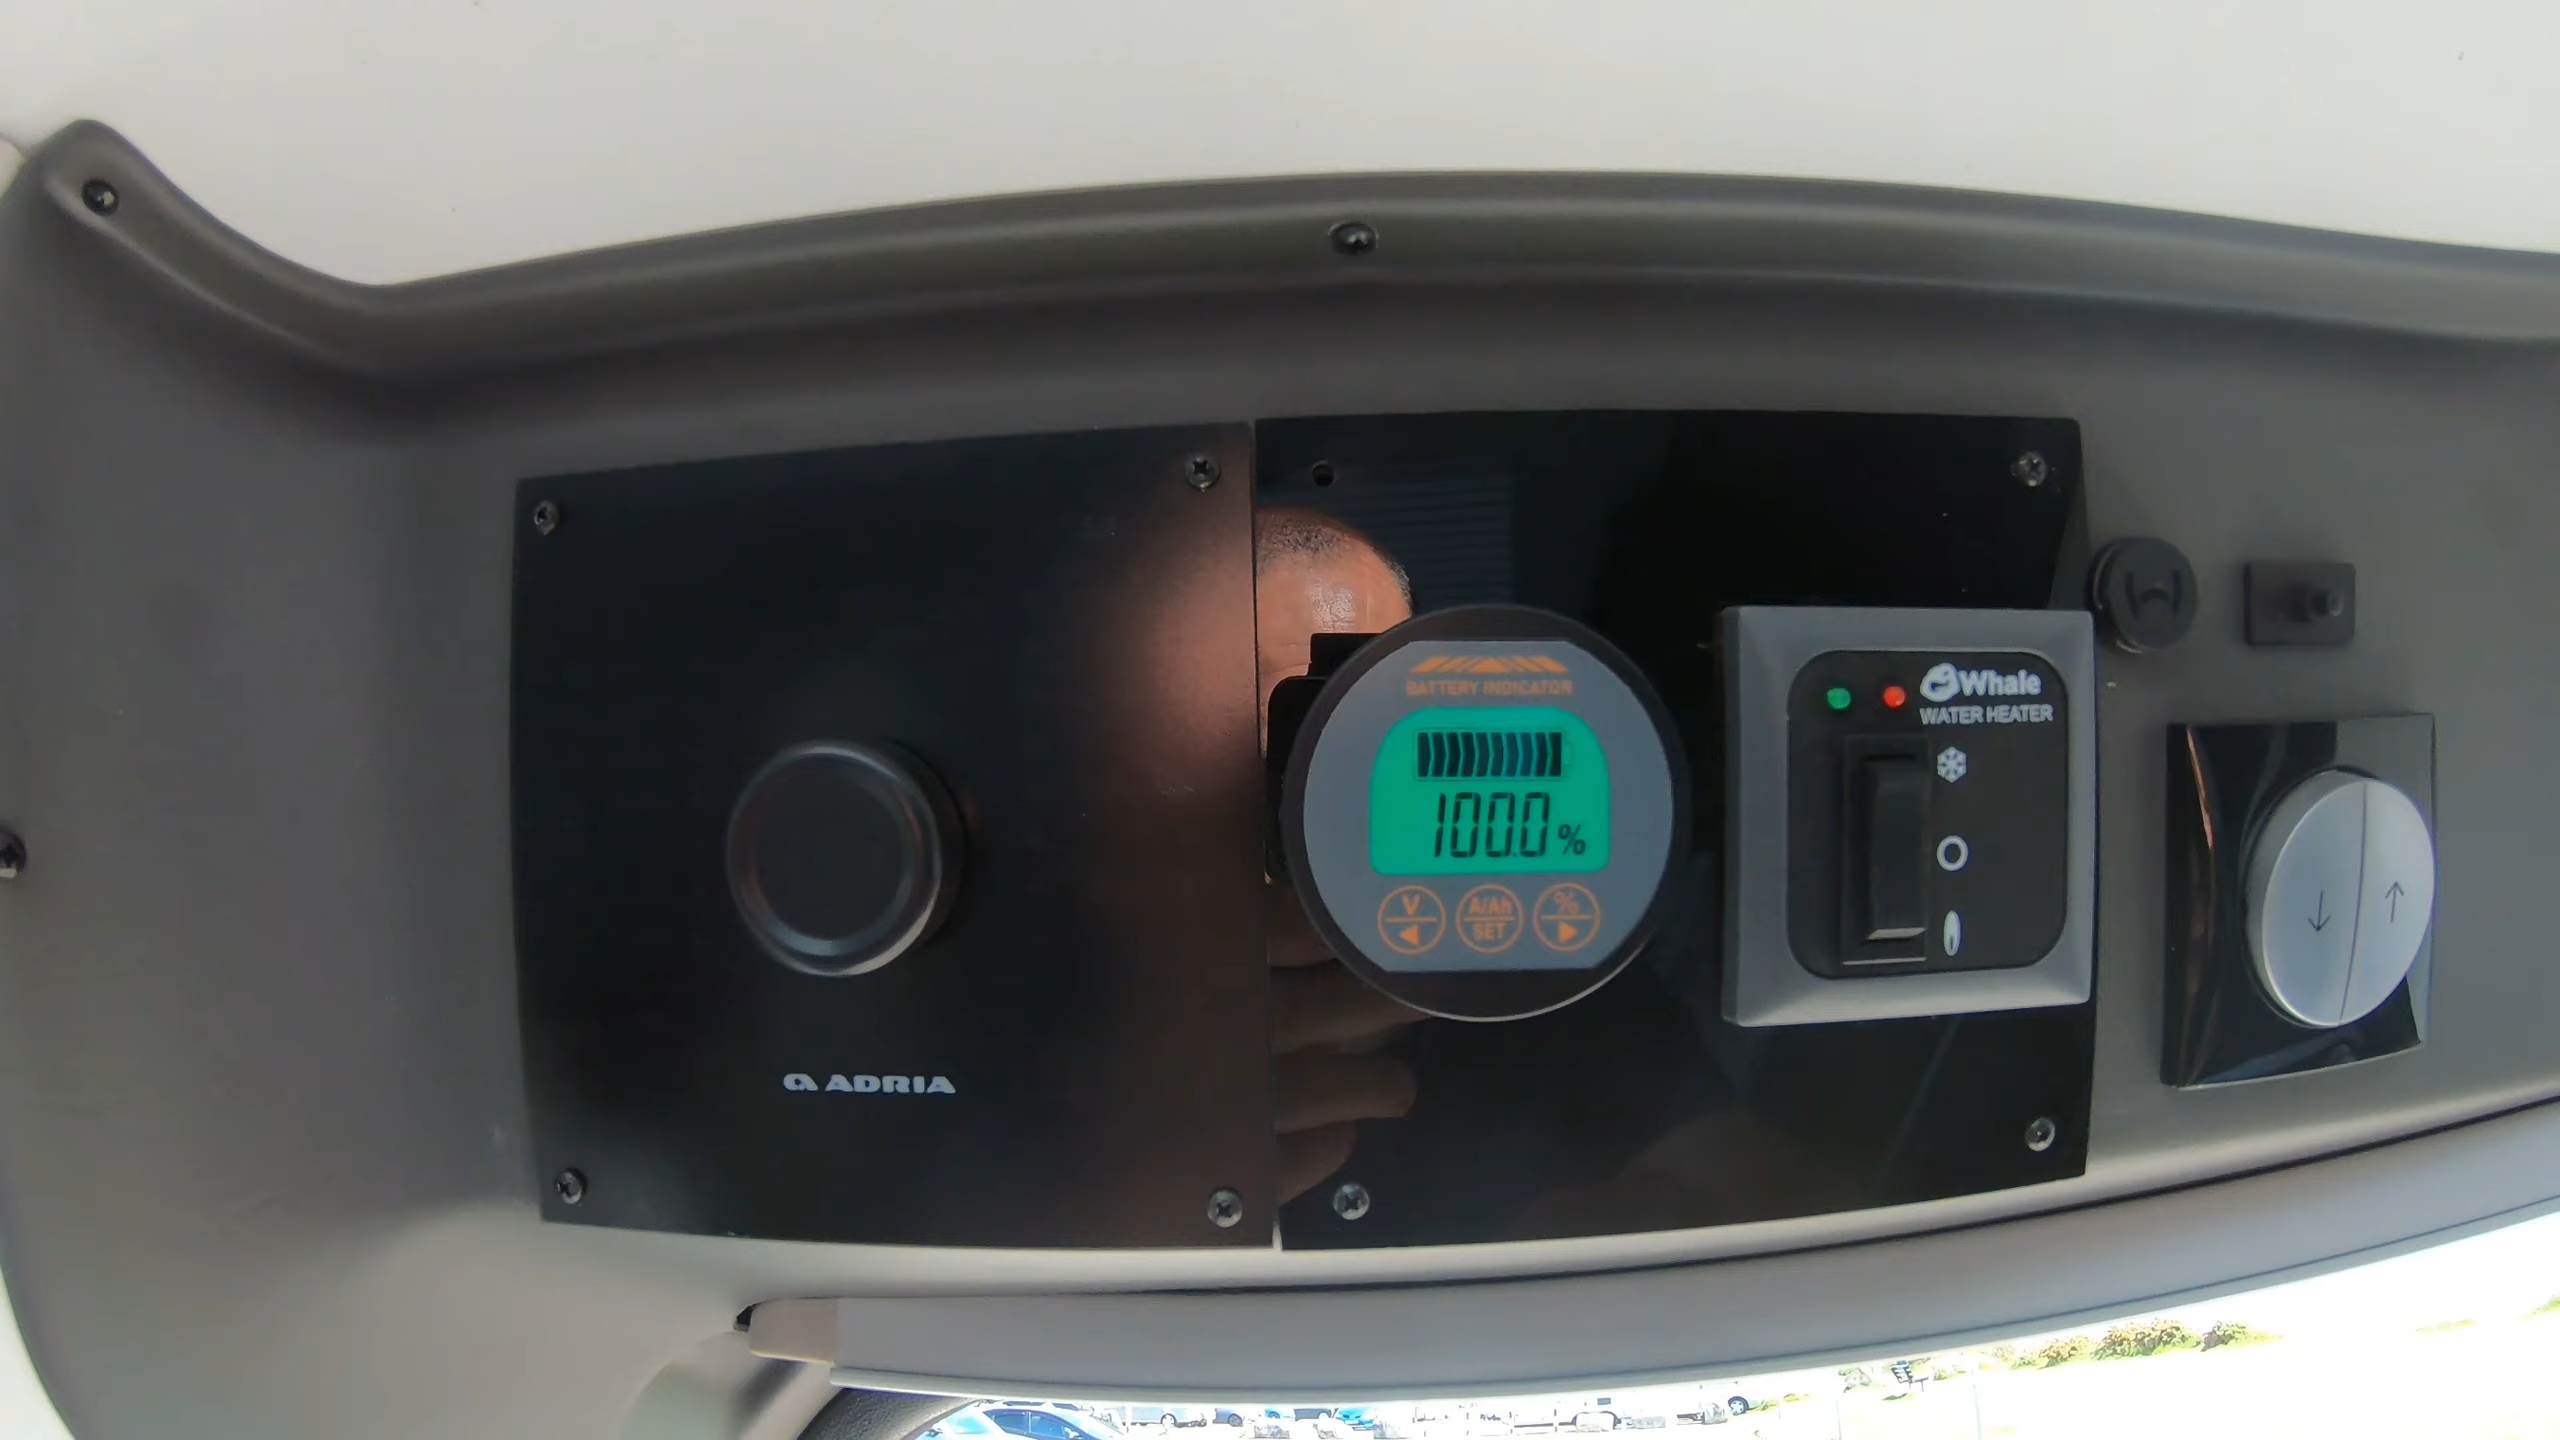 ADRIA
BATTERY INDICATOR
100.0 %
V
A/Ah
SET
%
Whale
WATER HEATER